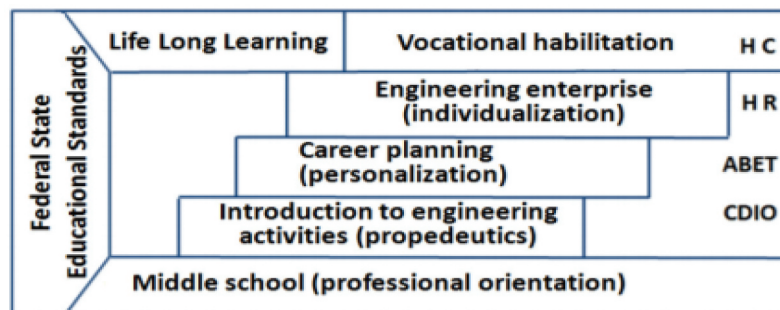 Federal State
Educational Standards
Life Long Learning
Vocational habilitation
H C
Engineering enterprise
(individualization)
H R
Career planning
(personalization)
ABET
Introduction to engineering
activities (propedeutics)
CDIO
Middle school (professional orientation)